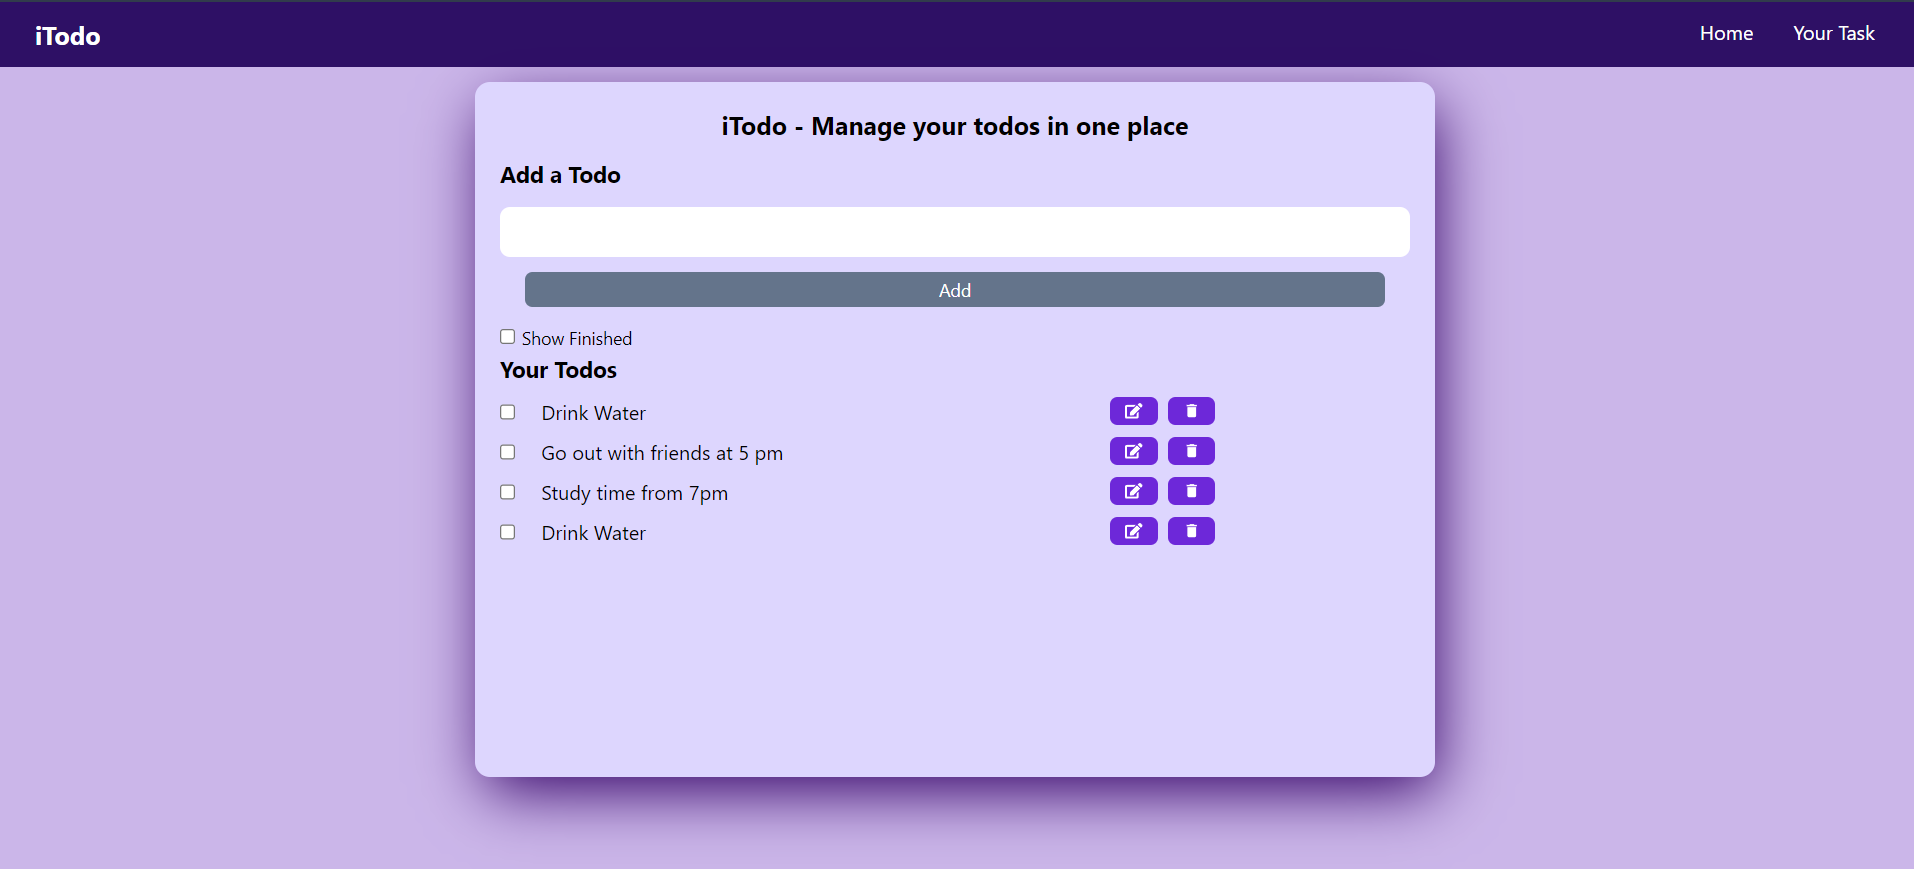 iTodo
Home
Your Task
iTodo - Manage your todos in one place
Add a Todo
Add
Show Finished
Your Todos
Drink Water
Go out with friends at 5 pm
Study time from 7pm
Drink Water